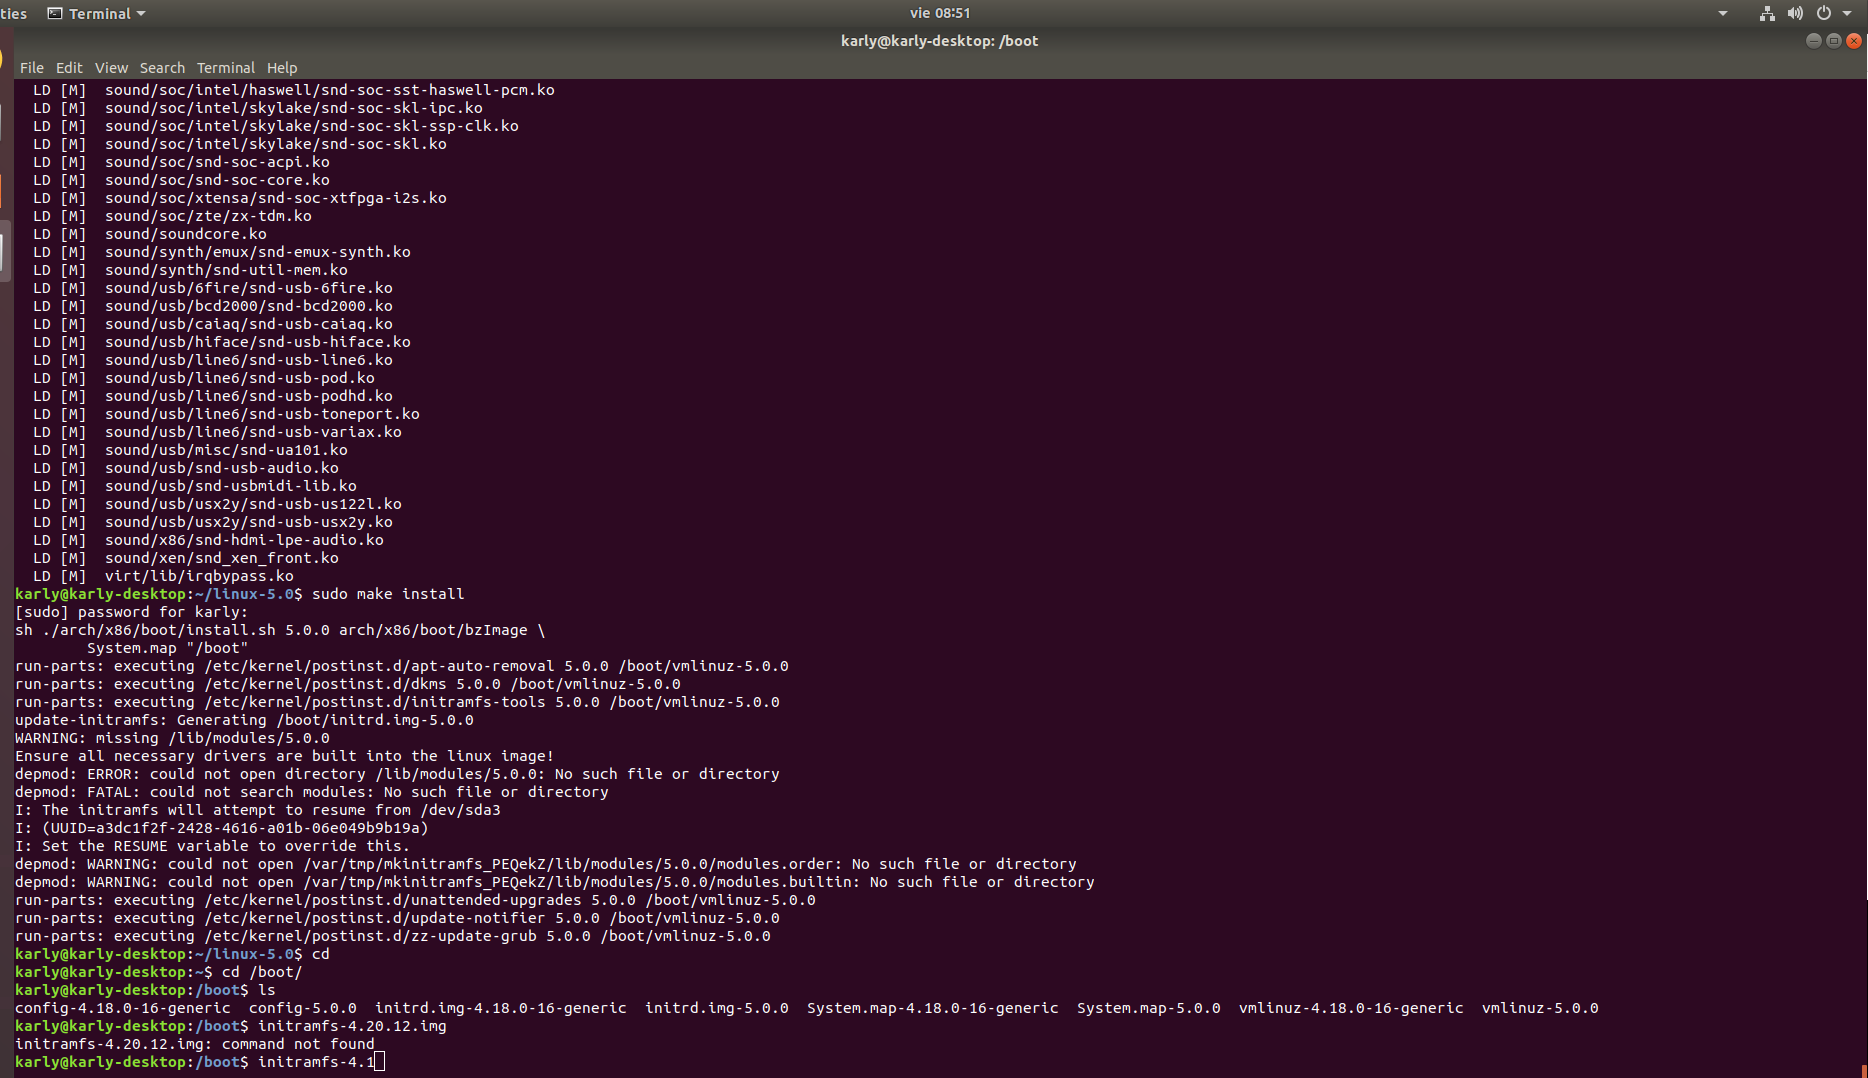 ties Terminal vie 08:51
karly@karly-desktop: /boot
File Edit View Search Terminal Help
LD [M] sound/soc/intel/haswell/snd-soc-sst-haswell-pcm.ko
LD [M] sound/soc/intel/skylake/snd-soc-skl-ipc.ko
LD [M] sound/soc/intel/skylake/snd-soc-skl-ssp-clk.ko
LD [M] sound/soc/intel/skylake/snd-soc-skl.ko
LD [M] sound/soc/snd-soc-acpi.ko
LD [M] sound/soc/snd-soc-core.ko
LD [M] sound/soc/xtensa/snd-soc-xtfpga-i2s.ko
LD [M] sound/soc/zte/zx-tdm.ko
LD [M] sound/soundcore.ko
LD [M] sound/synth/emux/snd-emux-synth.ko
LD [M] sound/synth/snd-util-mem.ko
LD [M] sound/usb/6fire/snd-usb-6fire.ko
LD [M] sound/usb/bcd2000/snd-bcd2000.ko
LD [M] sound/usb/caiaq/snd-usb-caiaq.ko
LD [M] sound/usb/hiface/snd-usb-hiface.ko
LD [M] sound/usb/line6/snd-usb-line6.ko
LD [M] sound/usb/line6/snd-usb-pod.ko
LD [M] sound/usb/line6/snd-usb-podhd.ko
LD [M] sound/usb/line6/snd-usb-toneport.ko
LD [M] sound/usb/line6/snd-usb-variax.ko
LD [M] sound/usb/misc/snd-ua101.ko
LD [M] sound/usb/snd-usb-audio.ko
LD [M] sound/usb/snd-usbmidi-lib.ko
LD [M] sound/usb/usx2y/snd-usb-us122l.ko
LD [M] sound/usb/usx2y/snd-usb-usx2y.ko
LD [M] sound/x86/snd-hdmi-lpe-audio.ko
LD [M] sound/xen/snd_xen_front.ko
LD [M] virt/lib/irqbypass.ko
karly@karly-desktop:~/linux-5.0$ sudo make install
[sudo] password for karly:
sh ./arch/x86/boot/install.sh 5.0.0 arch/x86/boot/bzImage \
System.map "/boot"
run-parts: executing /etc/kernel/postinst.d/apt-auto-removal 5.0.0 /boot/vmlinuz-5.0.0
run-parts: executing /etc/kernel/postinst.d/dkms 5.0.0 /boot/vmlinuz-5.0.0
run-parts: executing /etc/kernel/postinst.d/initramfs-tools 5.0.0 /boot/vmlinuz-5.0.0
update-initramfs: Generating /boot/initrd.img-5.0.0
WARNING: missing /lib/modules/5.0.0
Ensure all necessary drivers are built into the linux image!
depmod: ERROR: could not open directory /lib/modules/5.0.0: No such file or directory
depmod: FATAL: could not search modules: No such file or directory
I: The initramfs will attempt to resume from /dev/sda3
I: (UUID=a3dc1f2f-2428-4616-a01b-06e049b9b19a)
I: Set the RESUME variable to override this.
depmod: WARNING: could not open /var/tmp/mkinitramfs_PEQekZ/lib/modules/5.0.0/modules.order: No such file or directory
depmod: WARNING: could not open /var/tmp/mkinitramfs_PEQekZ/lib/modules/5.0.0/modules.builtin: No such file or directory
run-parts: executing /etc/kernel/postinst.d/unattended-upgrades 5.0.0 /boot/vmlinuz-5.0.0
run-parts: executing /etc/kernel/postinst.d/update-notifier 5.0.0 /boot/vmlinuz-5.0.0
run-parts: executing /etc/kernel/postinst.d/zz-update-grub 5.0.0 /boot/vmlinuz-5.0.0
karly@karly-desktop:~/linux-5.0$ cd
karly@karly-desktop:~$ cd /boot/
karly@karly-desktop:/boot$ ls
config-4.18.0-16-generic config-5.0.0 initrd.img-4.18.0-16-generic initrd.img-5.0.0 System.map-4.18.0-16-generic System.map-5.0.0 vmlinuz-4.18.0-16-generic vmlinuz-5.0.0
karly@karly-desktop:/boot$ initramfs-4.20.12.img
initramfs-4.20.12.img: command not found
karly@karly-desktop:/boot$ initramfs-4.1